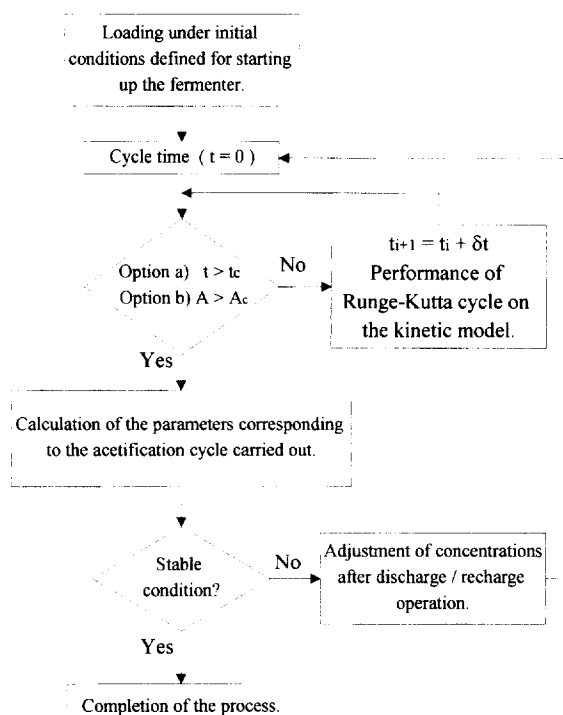 Loading under initial
conditions defined for starting
up the fermenter.
Cycle time ( t = 0 )
Option a) t > tc
Option b) A > Ac
No
ti+1 = ti + δt
Performance of
Runge-Kutta cycle on
the kinetic model.
Yes
Calculation of the parameters corresponding
to the acetification cycle carried out.
Stable
condition?
No
Adjustment of concentrations
after discharge / recharge
operation.
Yes
Completion of the process.